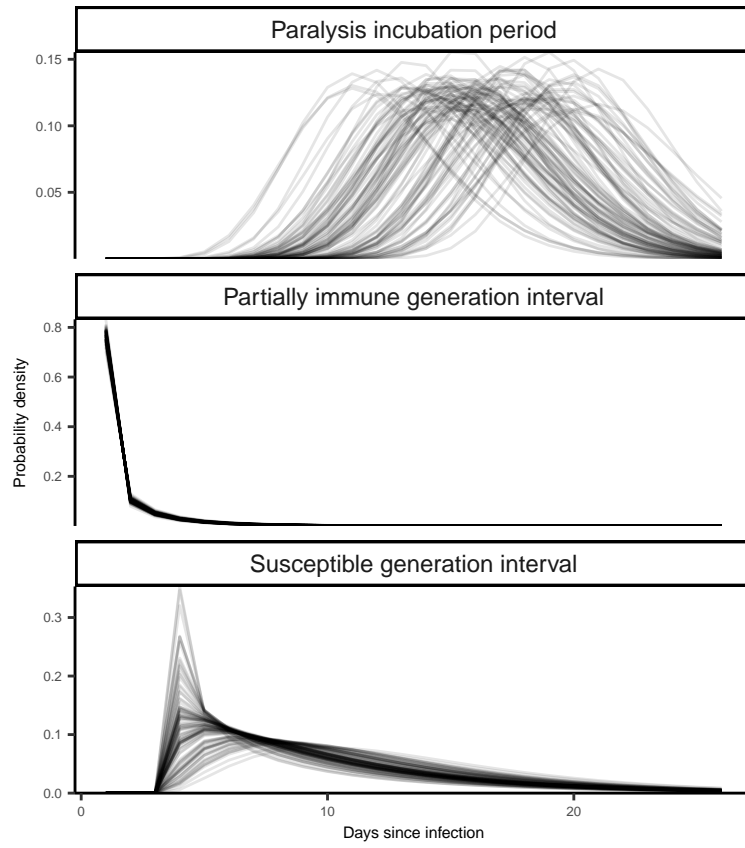 Paralysis incubation period
0.15
0.10
0.05
Partially immune generation interval
0.8
0.6
0.4
0.2
Probability density
Susceptible generation interval
0.3
0.2
0.1
0.0
0 10 20
Days since infection